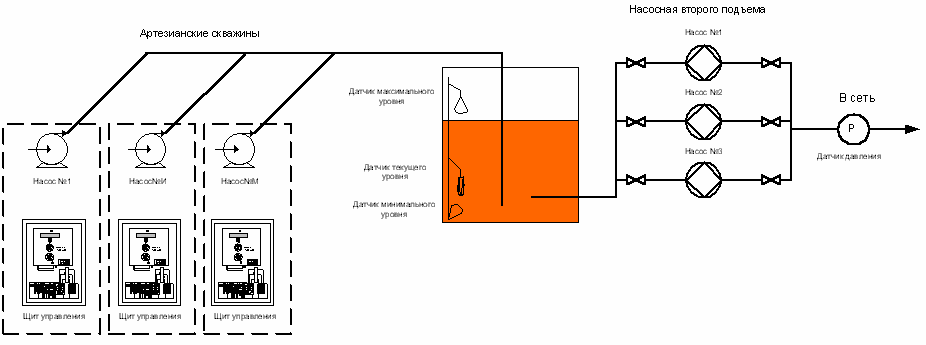 Насосная второго подъема
Артезианские скважины
Насос №1
Датчик максимального
уровня
Насос №2
В сеть
P
Насос №3
Датчик давления
Датчик текущего
уровня
Насос №1
Насос№И
Насос№М
Датчик минимального
уровня
Щит управления
Щит управления
Щит управления